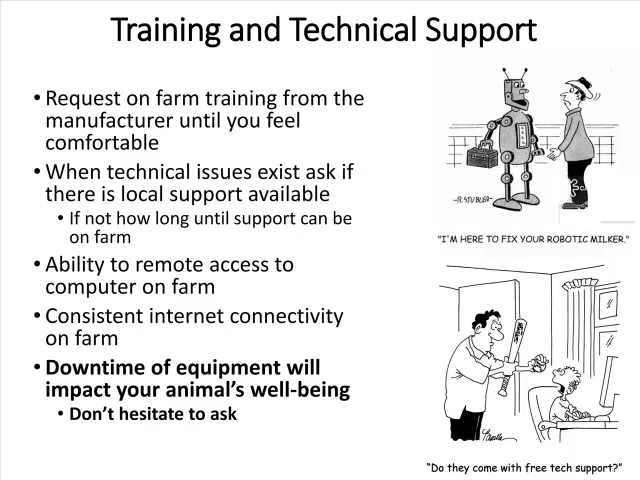 Training and Technical Support
• Request on farm training from the
manufacturer until you feel
comfortable
• When technical issues exist ask if
there is local support available
• If not how long until support can be
on farm
• Ability to remote access to
computer on farm
• Consistent internet connectivity
on farm
• Downtime of equipment will
impact your animal's well-being
• Don't hesitate to ask
-R.STUBLER-
"I'M HERE TO FIX YOUR ROBOTIC MILKER."
"Do they come with free tech support?"